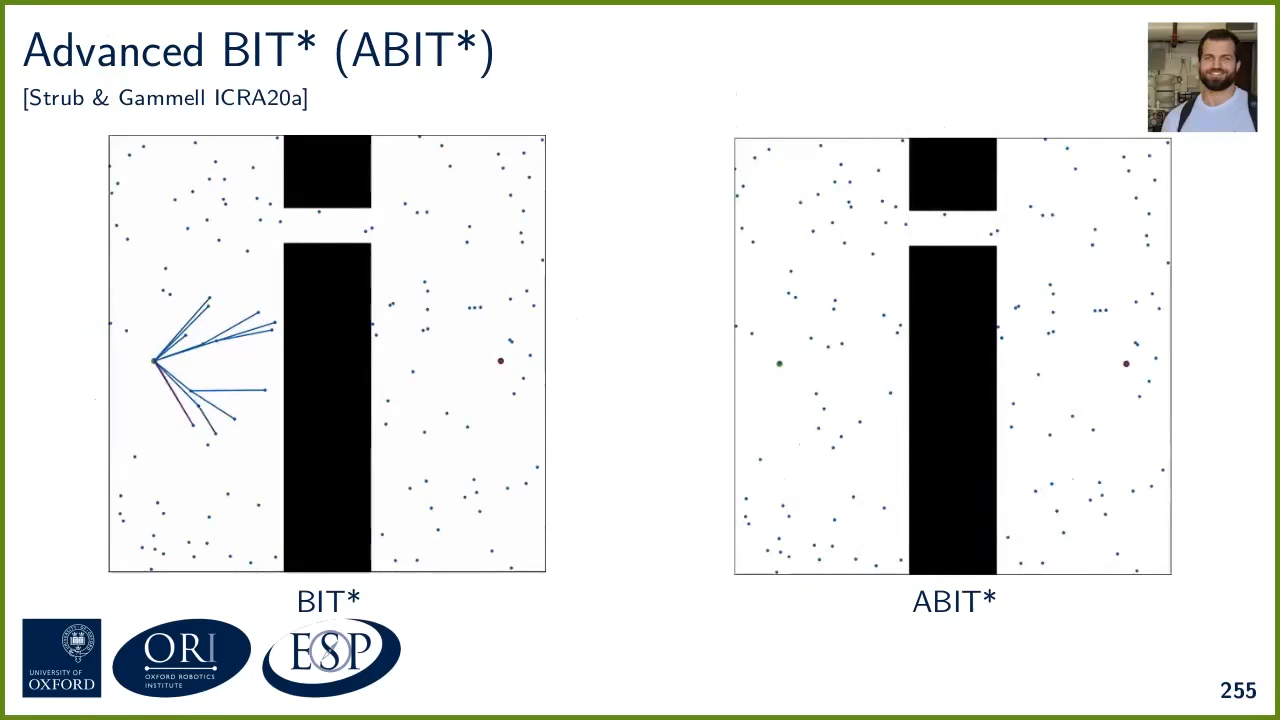 Advanced BIT* (ABIT*)
[Strub & Gammell ICRA20a]
BIT*
ABIT*
UNIVERSITY OF
OXFORD
ORI
OXFORD ROBOTICS
INSTITUTE
ESP
255